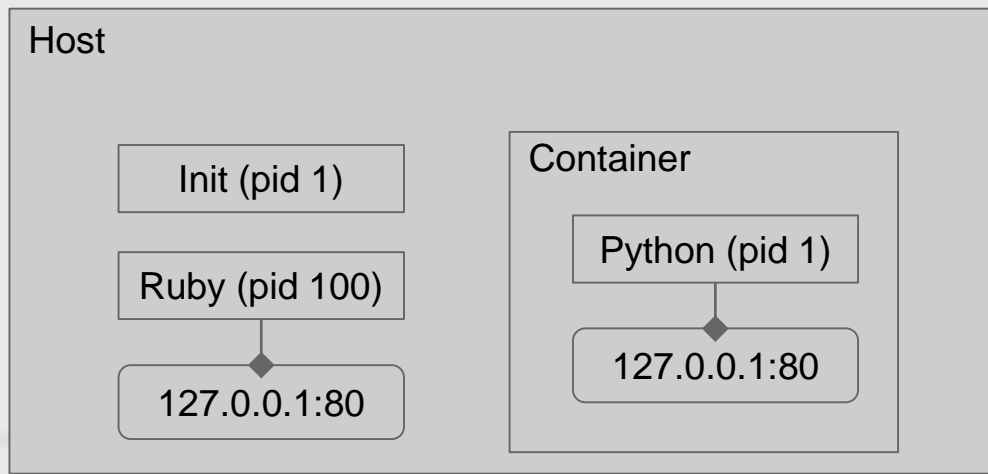 Host
Init (pid 1)
Ruby (pid 100)
127.0.0.1:80
Container
Python (pid 1)
127.0.0.1:80